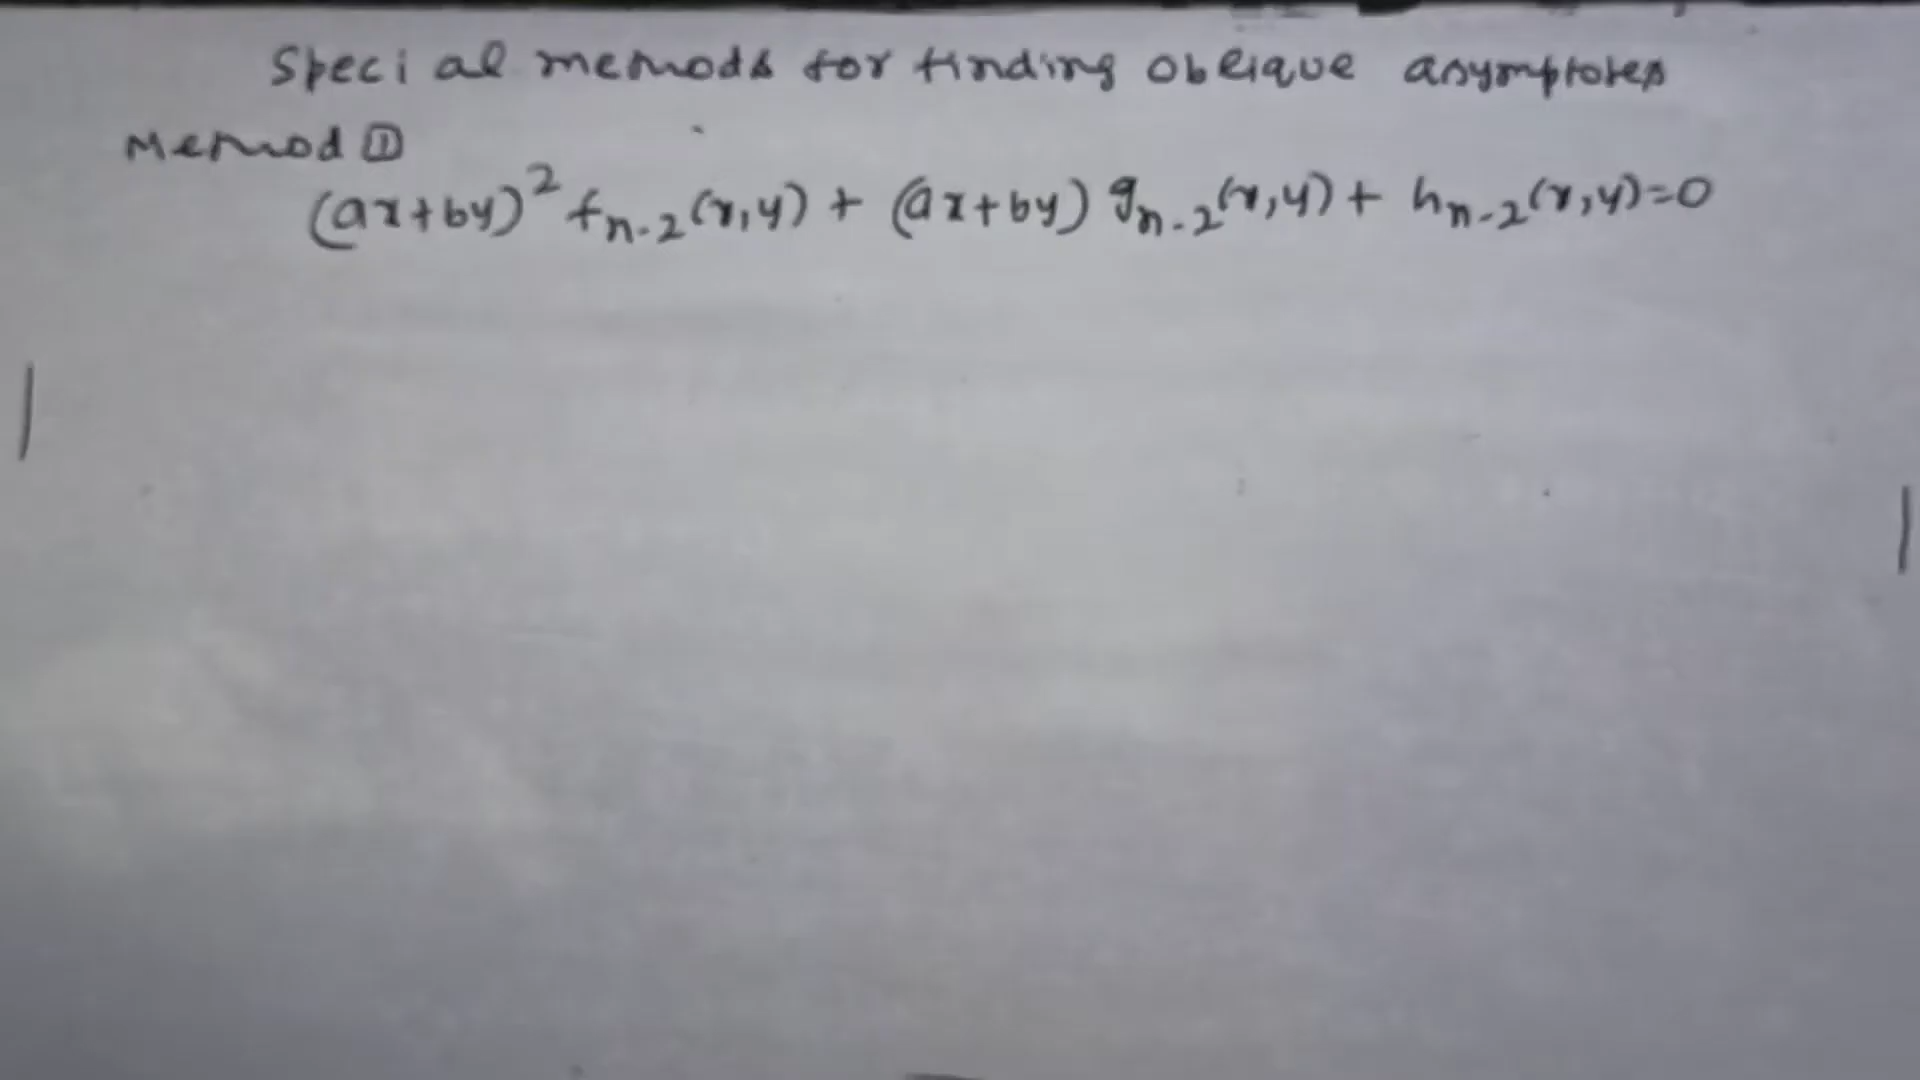 Special methods for finding oblique asymptotes
Method ①
(ax+by)² fn-2(x,y) + (ax+by) gn-2(x,y) + hn-2(x,y)=0